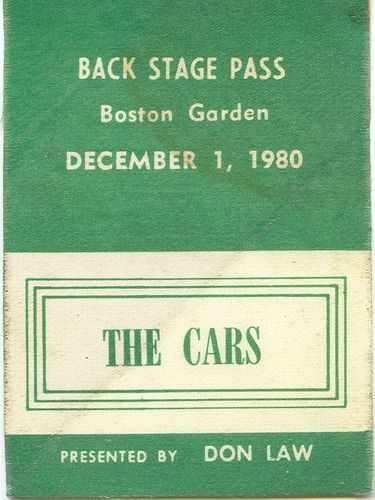 BACK STAGE PASS
Boston Garden
DECEMBER 1, 1980
THE CARS
PRESENTED BY DON LAW